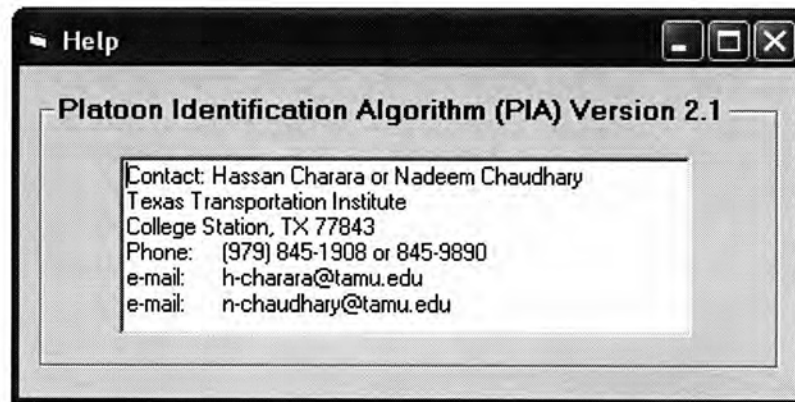 Help
Platoon Identification Algorithm (PIA) Version 2.1
Contact: Hassan Charara or Nadeem Chaudhary
Texas Transportation Institute
College Station, TX 77843
Phone: (979) 845-1908 or 845-9890
e-mail: h-charara@tamu.edu
e-mail: n-chaudhary@tamu.edu